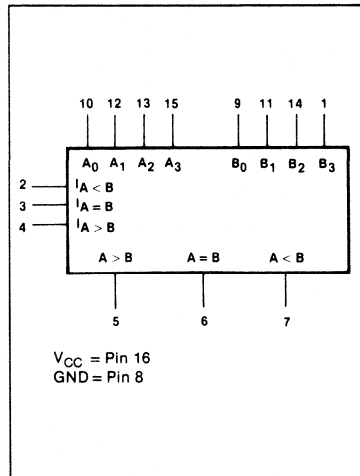 10 12 13 15 9 11 14 1
A0 A1 A2 A3 B0 B1 B2 B3
2 IA < B
3 IA = B
4 IA > B
A > B A = B A < B
5 6 7
VCC = Pin 16
GND = Pin 8